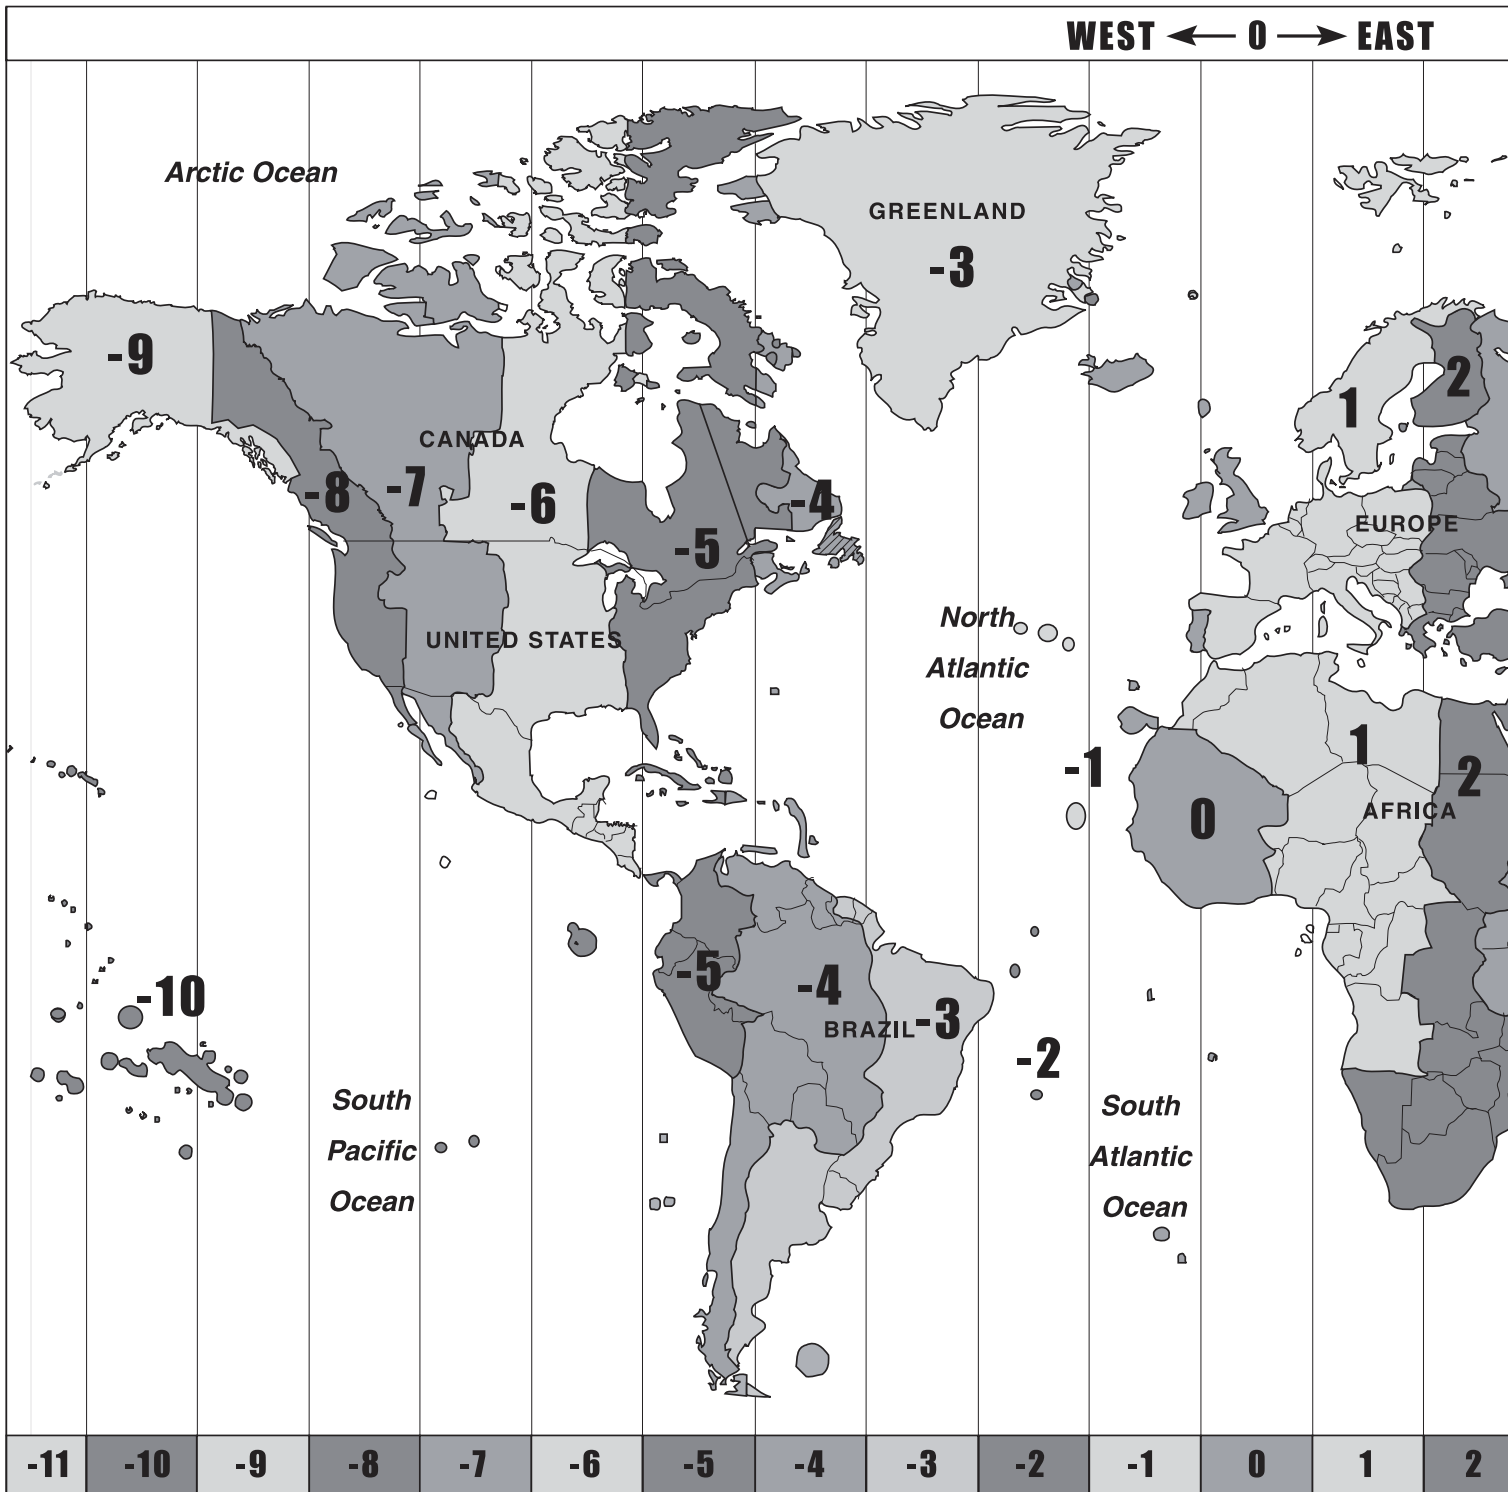 WEST 0 EAST
Arctic Ocean
GREENLAND
-3
-9
1
2
CANADA
-8
-7
-6
-4
-5
EUROPE
UNITED STATES
North
Atlantic
Ocean
-1
1
2
0
AFRICA
-10
-5
-4
-3
BRAZIL
-2
South
Pacific
Ocean
South
Atlantic
Ocean
-11 -10 -9 -8 -7 -6 -5 -4 -3 -2 -1 0 1 2